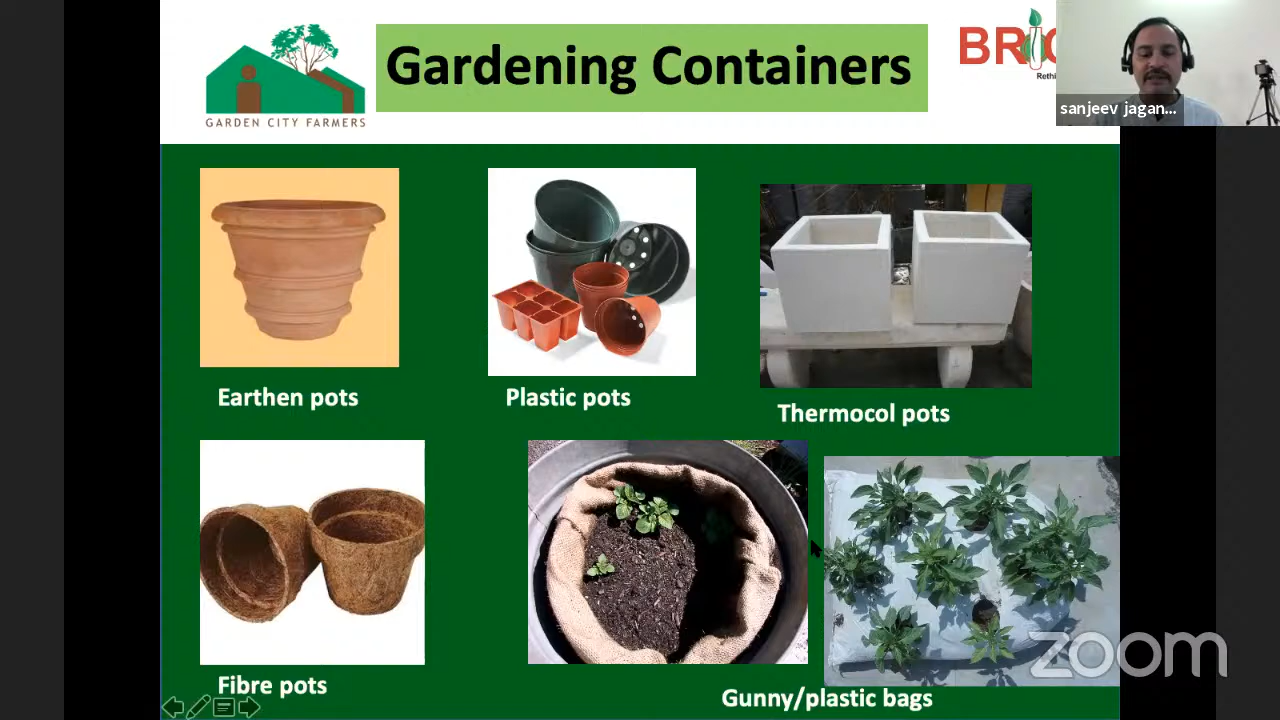 GARDEN CITY FARMERS
Gardening Containers
sanjeev jagan...
Earthen pots
Plastic pots
Thermocol pots
Fibre pots
Gunny/plastic bags
zoom